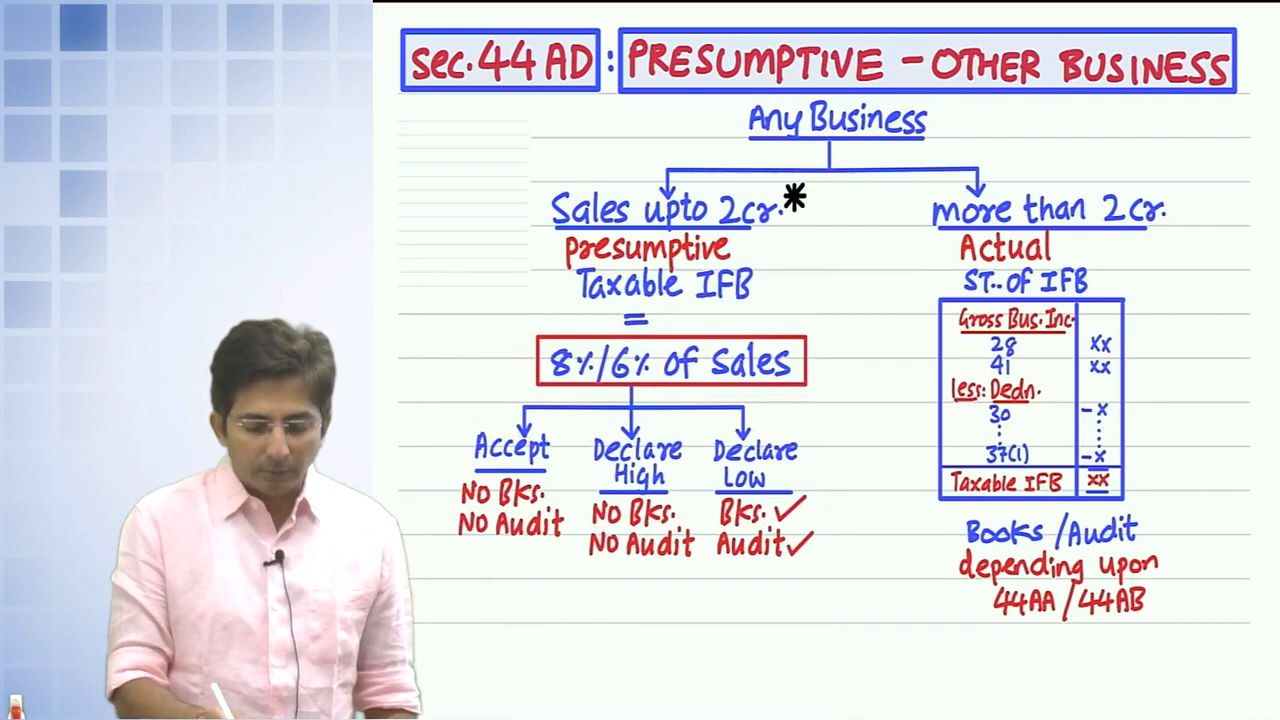 Sec. 44 AD : PRESUMPTIVE – OTHER BUSINESS
Any Business
Sales upto 2cr.*
Presumptive
Taxable IFB
=
8%/6% of Sales
Accept
NO BKs.
NO Audit
Declare
High
NO BKs.
NO Audit
Declare
Low
BKs. ✓
Audit ✓
more than 2 cr.
Actual
ST.. OF IFB
Gross Bus. Inc.
28 xx
41 xx
less: Dedn.
30 - x
⋮ ⋮
37(1) - x
Taxable IFB xx
Books / Audit
depending upon
44AA / 44AB